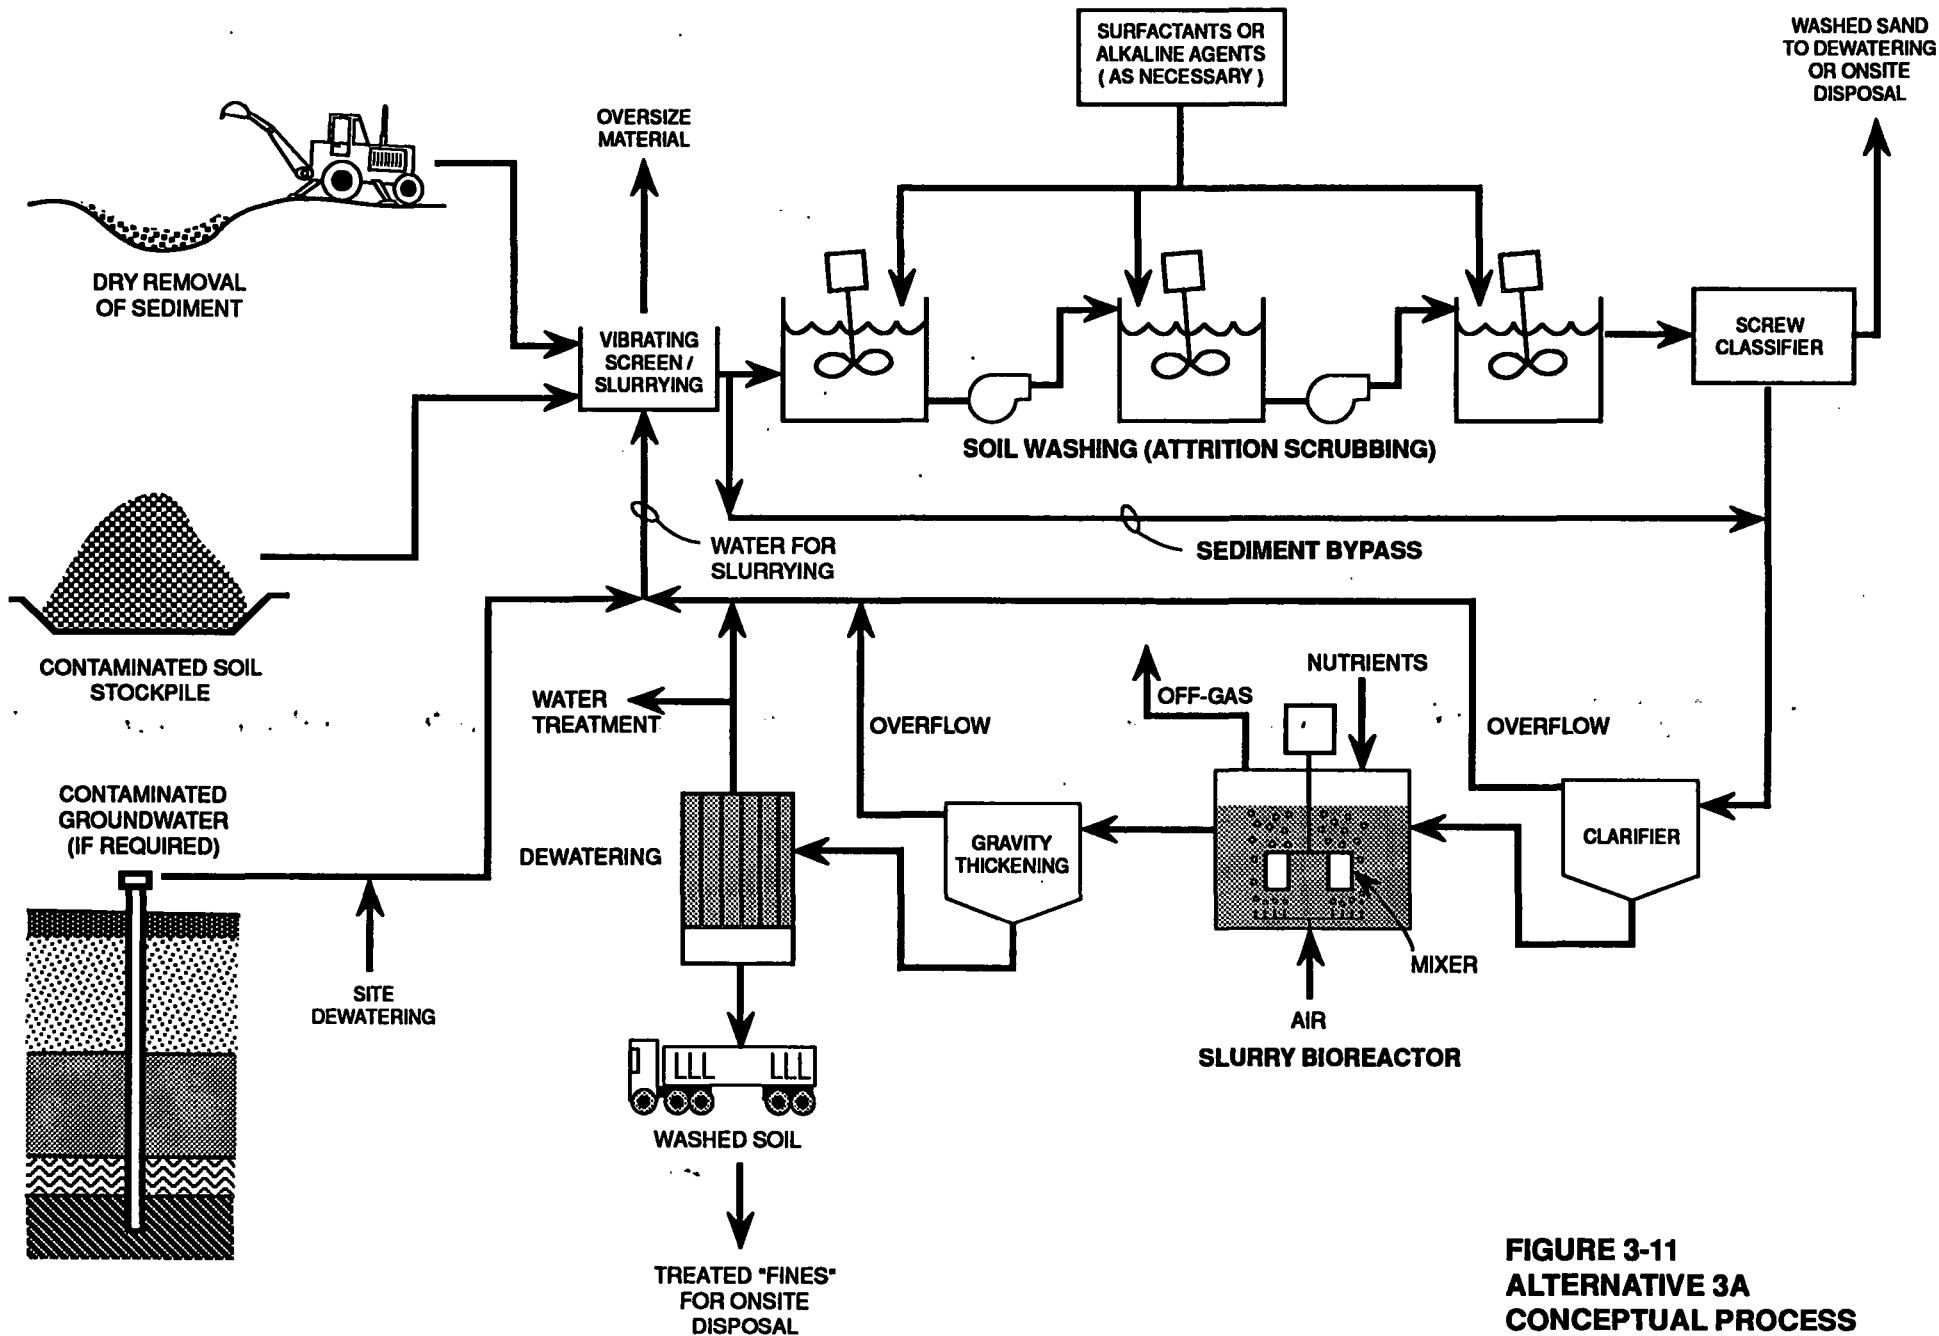 SURFACTANTS OR
ALKALINE AGENTS
( AS NECESSARY )
WASHED SAND
TO DEWATERING
OR ONSITE
DISPOSAL
OVERSIZE
MATERIAL
DRY REMOVAL
OF SEDIMENT
VIBRATING
SCREEN /
SLURRYING
SCREW
CLASSIFIER
SOIL WASHING (ATTRITION SCRUBBING)
WATER FOR
SLURRYING
SEDIMENT BYPASS
CONTAMINATED SOIL
STOCKPILE
WATER
TREATMENT
OVERFLOW
OFF-GAS
NUTRIENTS
OVERFLOW
CONTAMINATED
GROUNDWATER
(IF REQUIRED)
DEWATERING
GRAVITY
THICKENING
CLARIFIER
MIXER
SITE
DEWATERING
AIR
SLURRY BIOREACTOR
LLL LLL
WASHED SOIL
TREATED "FINES"
FOR ONSITE
DISPOSAL
FIGURE 3-11
ALTERNATIVE 3A
CONCEPTUAL PROCESS